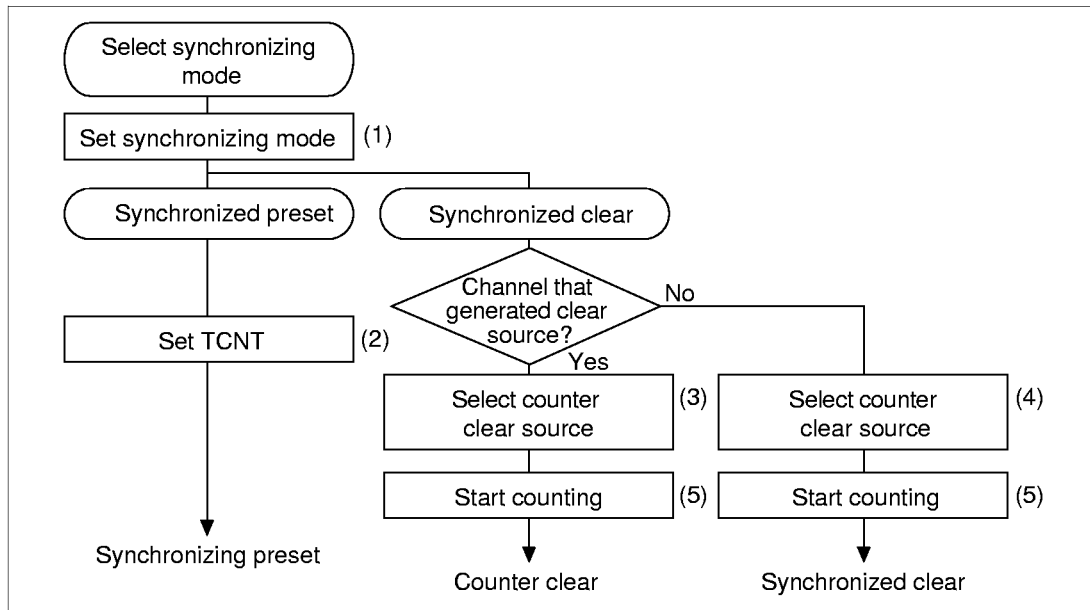 Select synchronizing
mode
Set synchronizing mode
(1)
Synchronized preset
Synchronized clear
Channel that
generated clear
source?
No
Yes
Set TCNT
(2)
Select counter
clear source
(3)
Select counter
clear source
(4)
Start counting
(5)
Start counting
(5)
Synchronizing preset
Counter clear
Synchronized clear